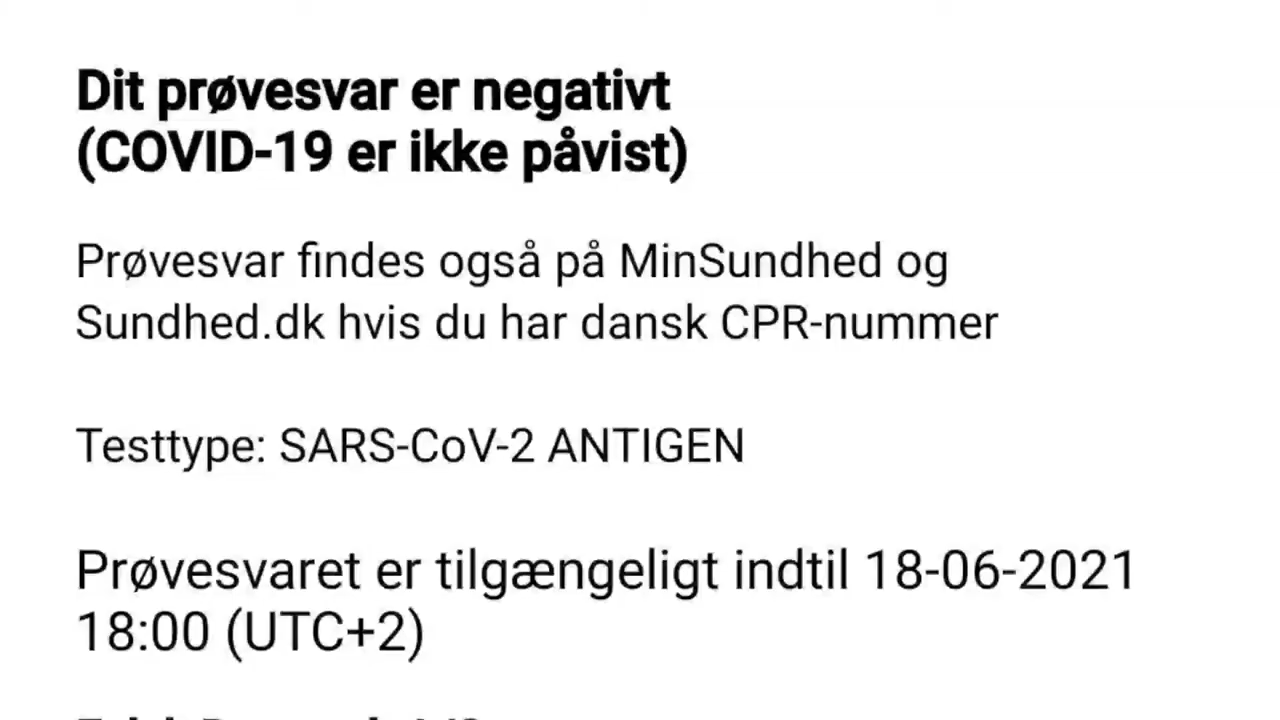 Dit prøvesvar er negativt
(COVID-19 er ikke påvist)
Prøvesvar findes også på MinSundhed og
Sundhed.dk hvis du har dansk CPR-nummer
Testtype: SARS-CoV-2 ANTIGEN
Prøvesvaret er tilgængeligt indtil 18-06-2021
18:00 (UTC+2)